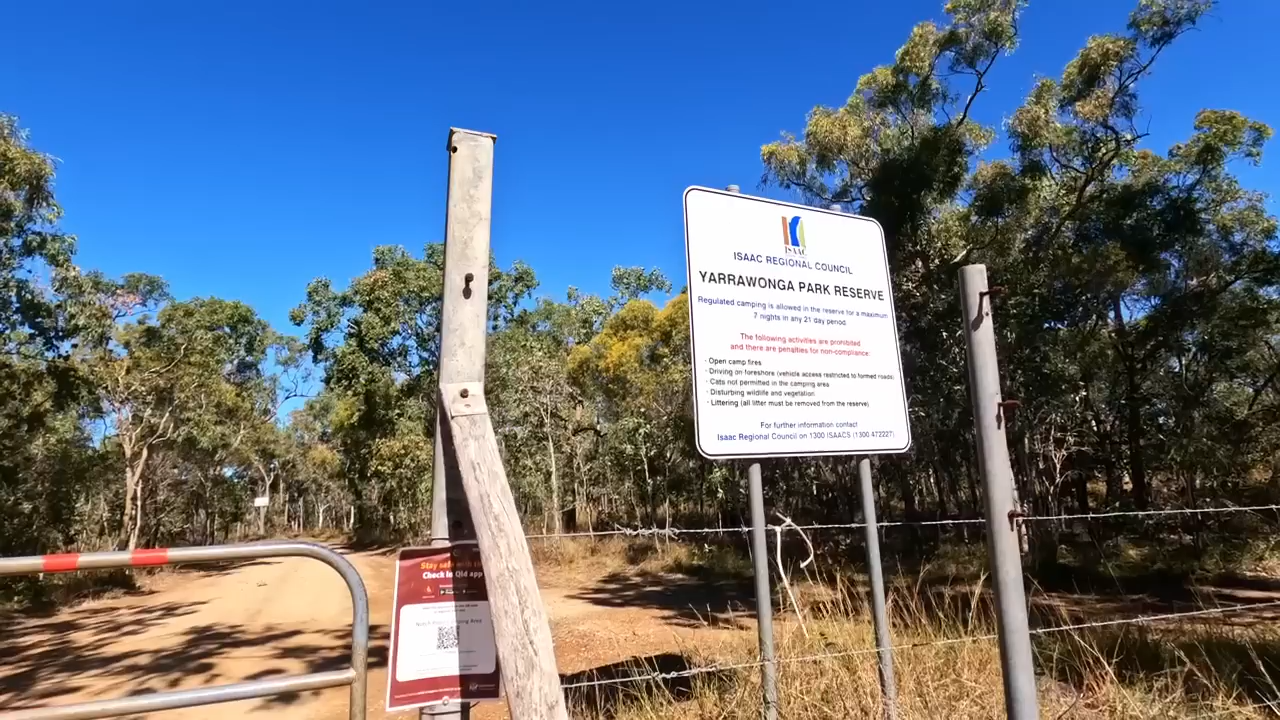 ISAAC
ISAAC REGIONAL COUNCIL
YARRAWONGA PARK RESERVE
Regulated camping is allowed in the reserve for a maximum
7 nights in any 21 day period
The following activities are prohibited
and there are penalties for non-compliance:
· Open camp fires
· Driving on foreshore (vehicle access restricted to formed roads)
· Cats not permitted in the camping area
· Disturbing wildlife and vegetation
· Littering (all litter must be removed from the reserve)
For further information contact
Isaac Regional Council on 1300 ISAACS (1300 472227)
Stay safe
Check In Qld app